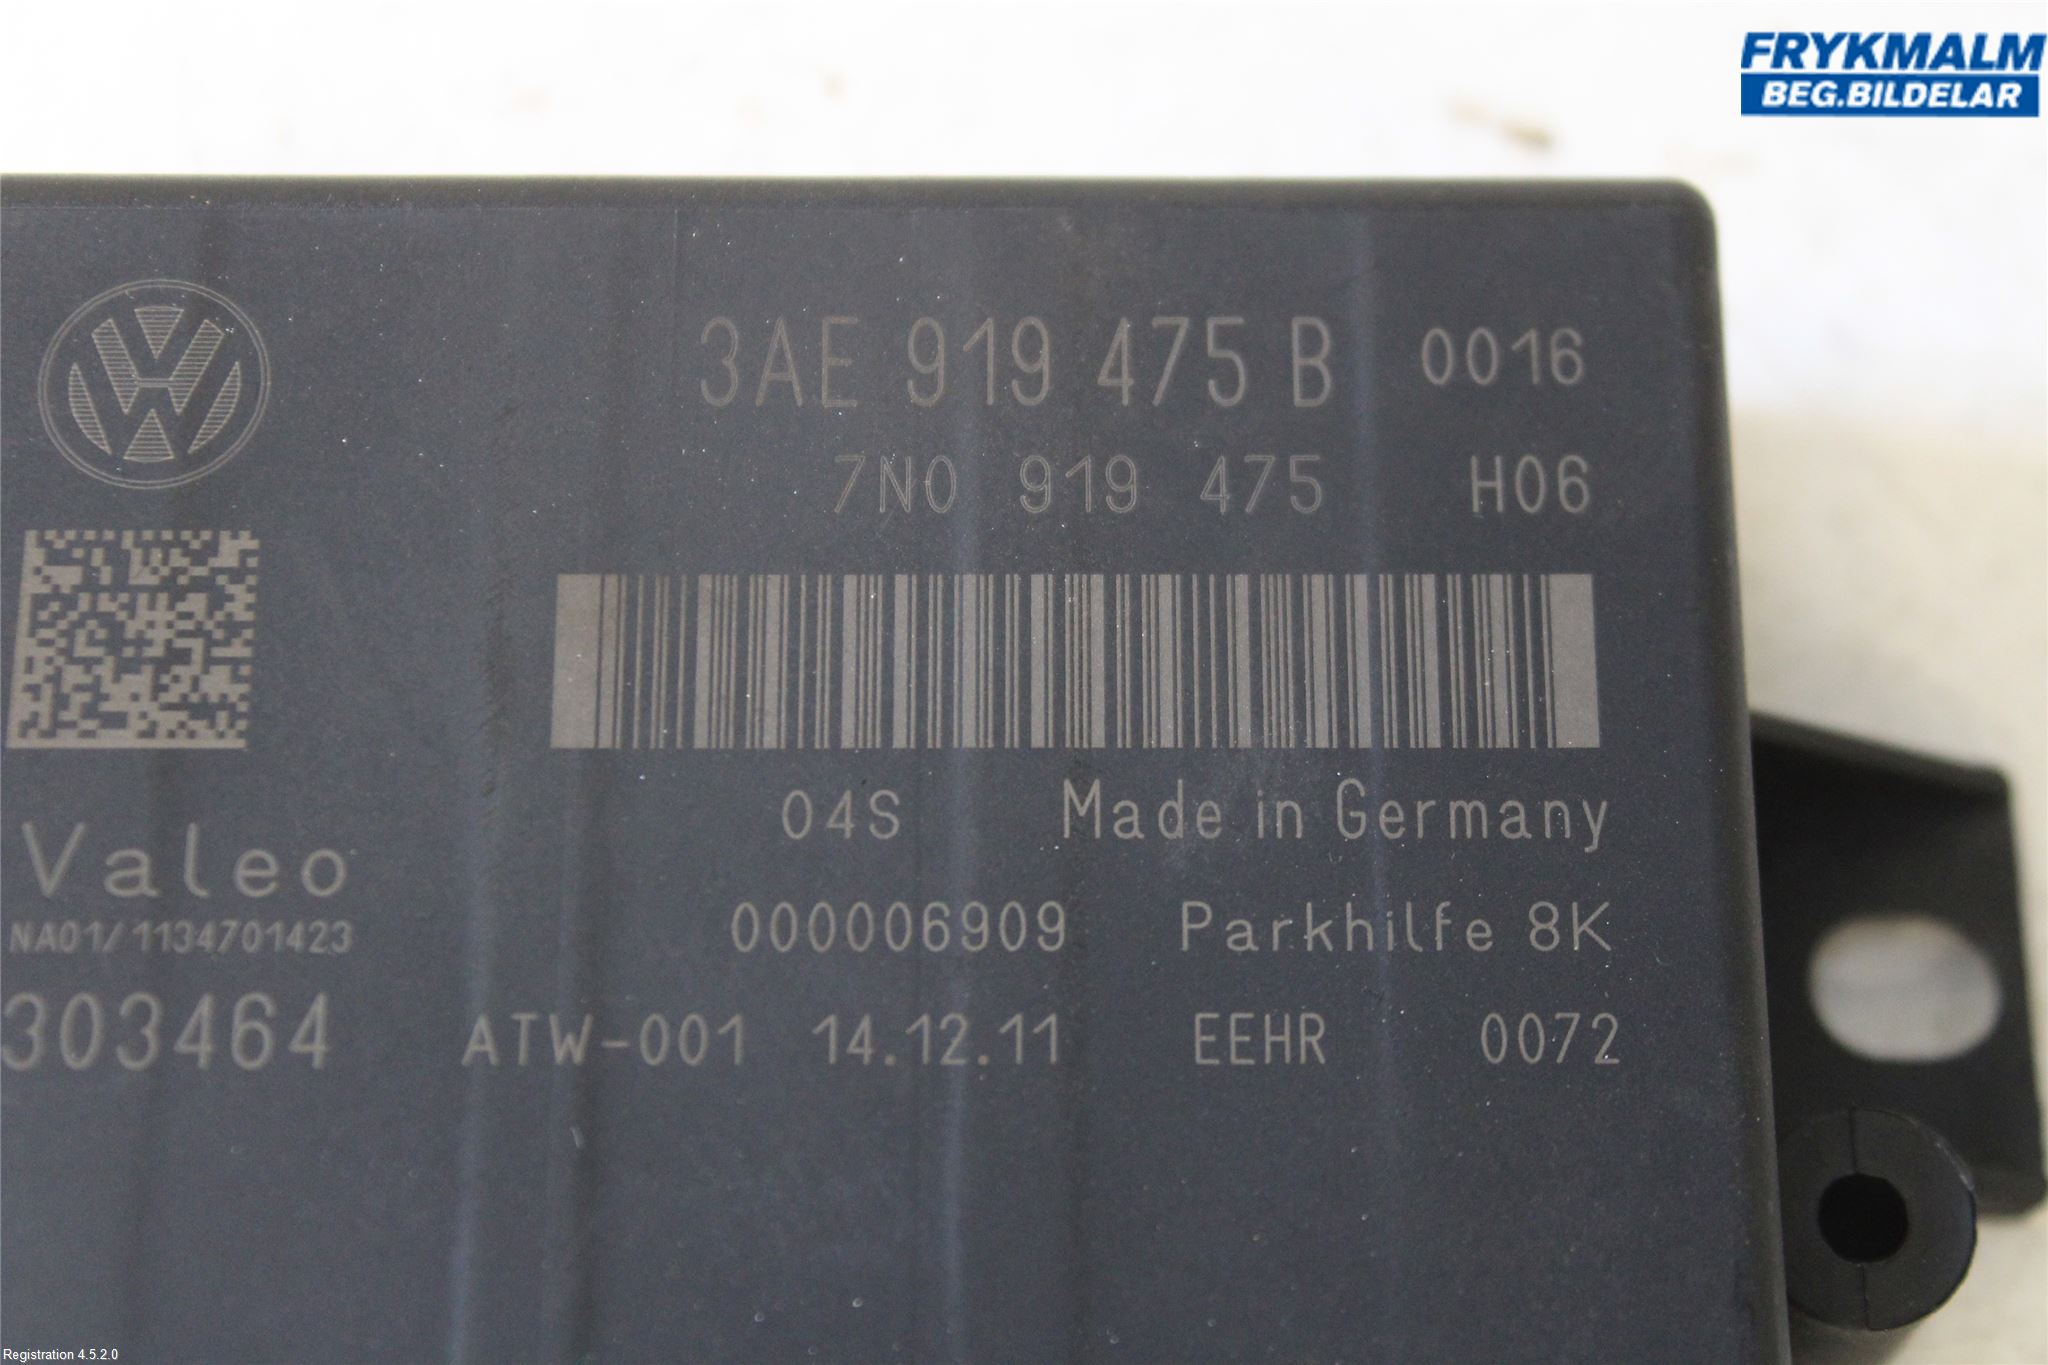 FRYKMALM
BEG.BILDELAR
3AE 919 475 B 0016
7N0 919 475 H06
04S Made in Germany
Valeo
000006909 Parkhilfe 8K
NA01/1134701423
303464 ATW-001 14.12.11 EEHR 0072
Registration 4.5.2.0